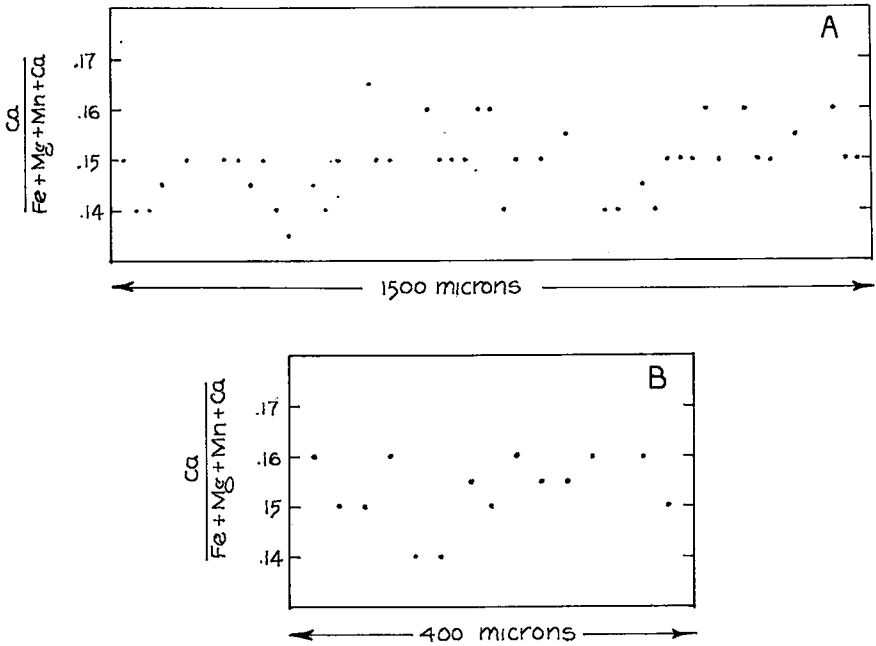 A
.17
.16
.15
.14
Ca
Fe + Mg + Mn + Ca
1500 microns
B
.17
.16
15
.14
Ca
Fe + Mg + Mn + Ca
400 microns